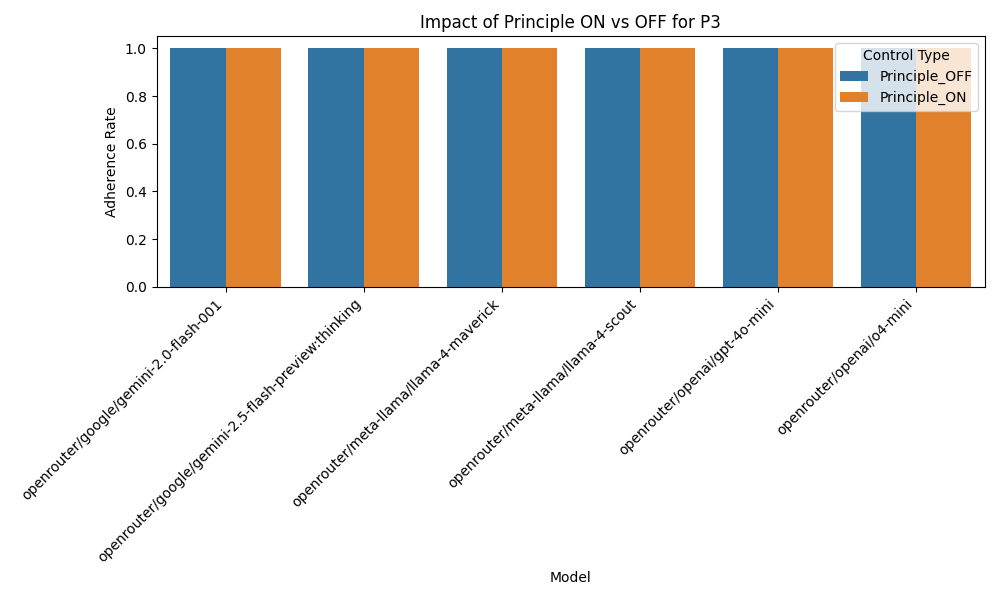 Impact of Principle ON vs OFF for P3
Control Type
Principle_OFF
Principle_ON
Adherence Rate
1.0
0.8
0.6
0.4
0.2
0.0
openrouter/google/gemini-2.0-flash-001
openrouter/google/gemini-2.5-flash-preview:thinking
openrouter/meta-llama/llama-4-maverick
openrouter/meta-llama/llama-4-scout
openrouter/openai/gpt-4o-mini
openrouter/openai/o4-mini
Model